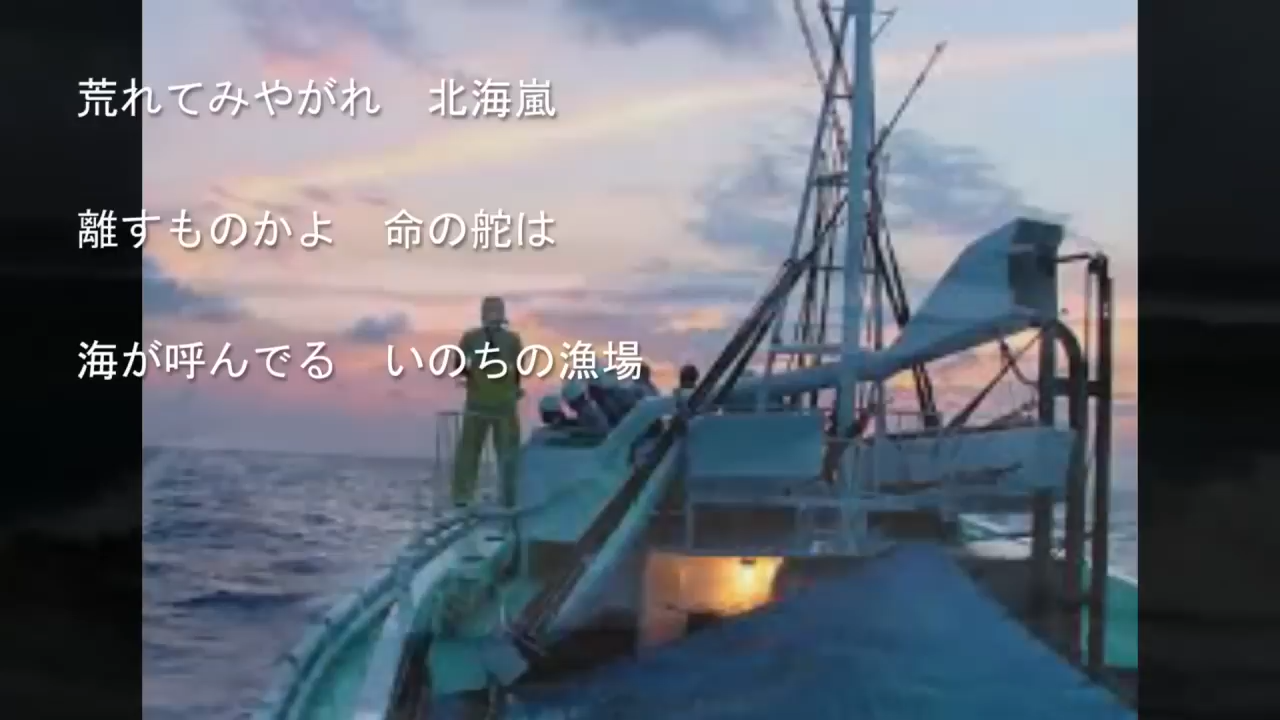 荒れてみやがれ　北海嵐
離すものかよ　命の舵は
海が呼んでる　いのちの漁場